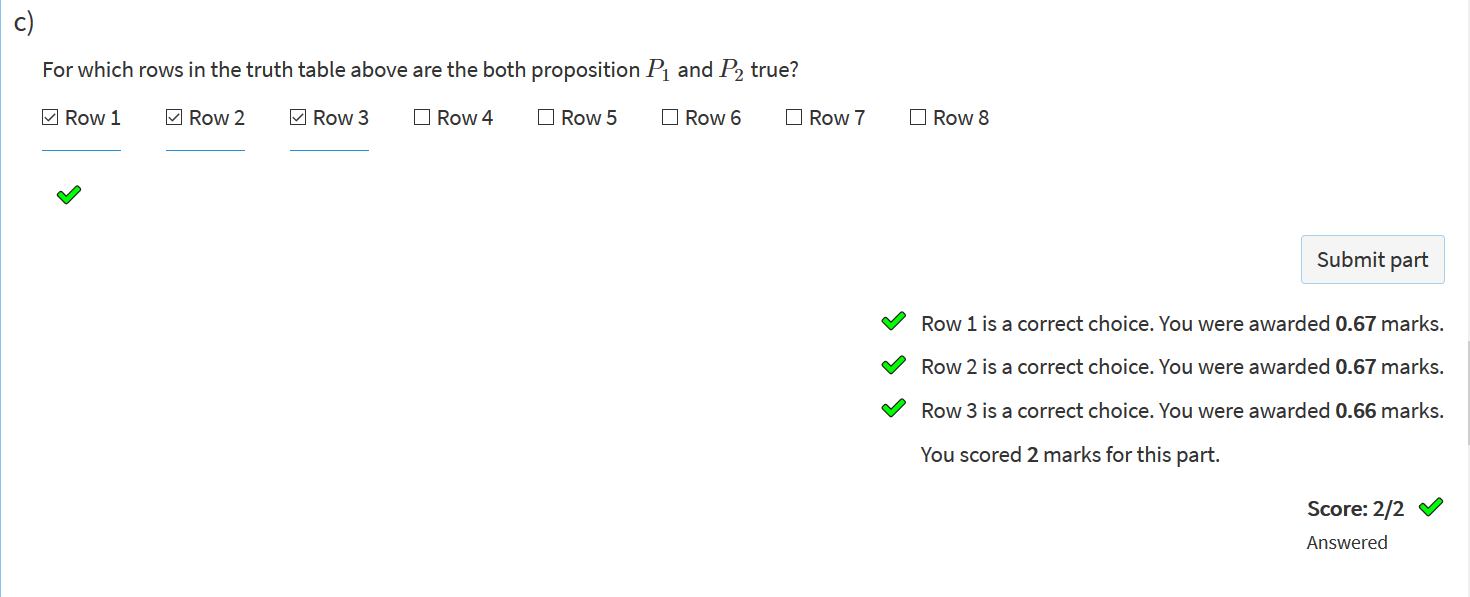 c)
For which rows in the truth table above are the both proposition P₁ and P₂ true?
Row 1 Row 2 Row 3 Row 4 Row 5 Row 6 Row 7 Row 8
Submit part
Row 1 is a correct choice. You were awarded 0.67 marks.
Row 2 is a correct choice. You were awarded 0.67 marks.
Row 3 is a correct choice. You were awarded 0.66 marks.
You scored 2 marks for this part.
Score: 2/2
Answered